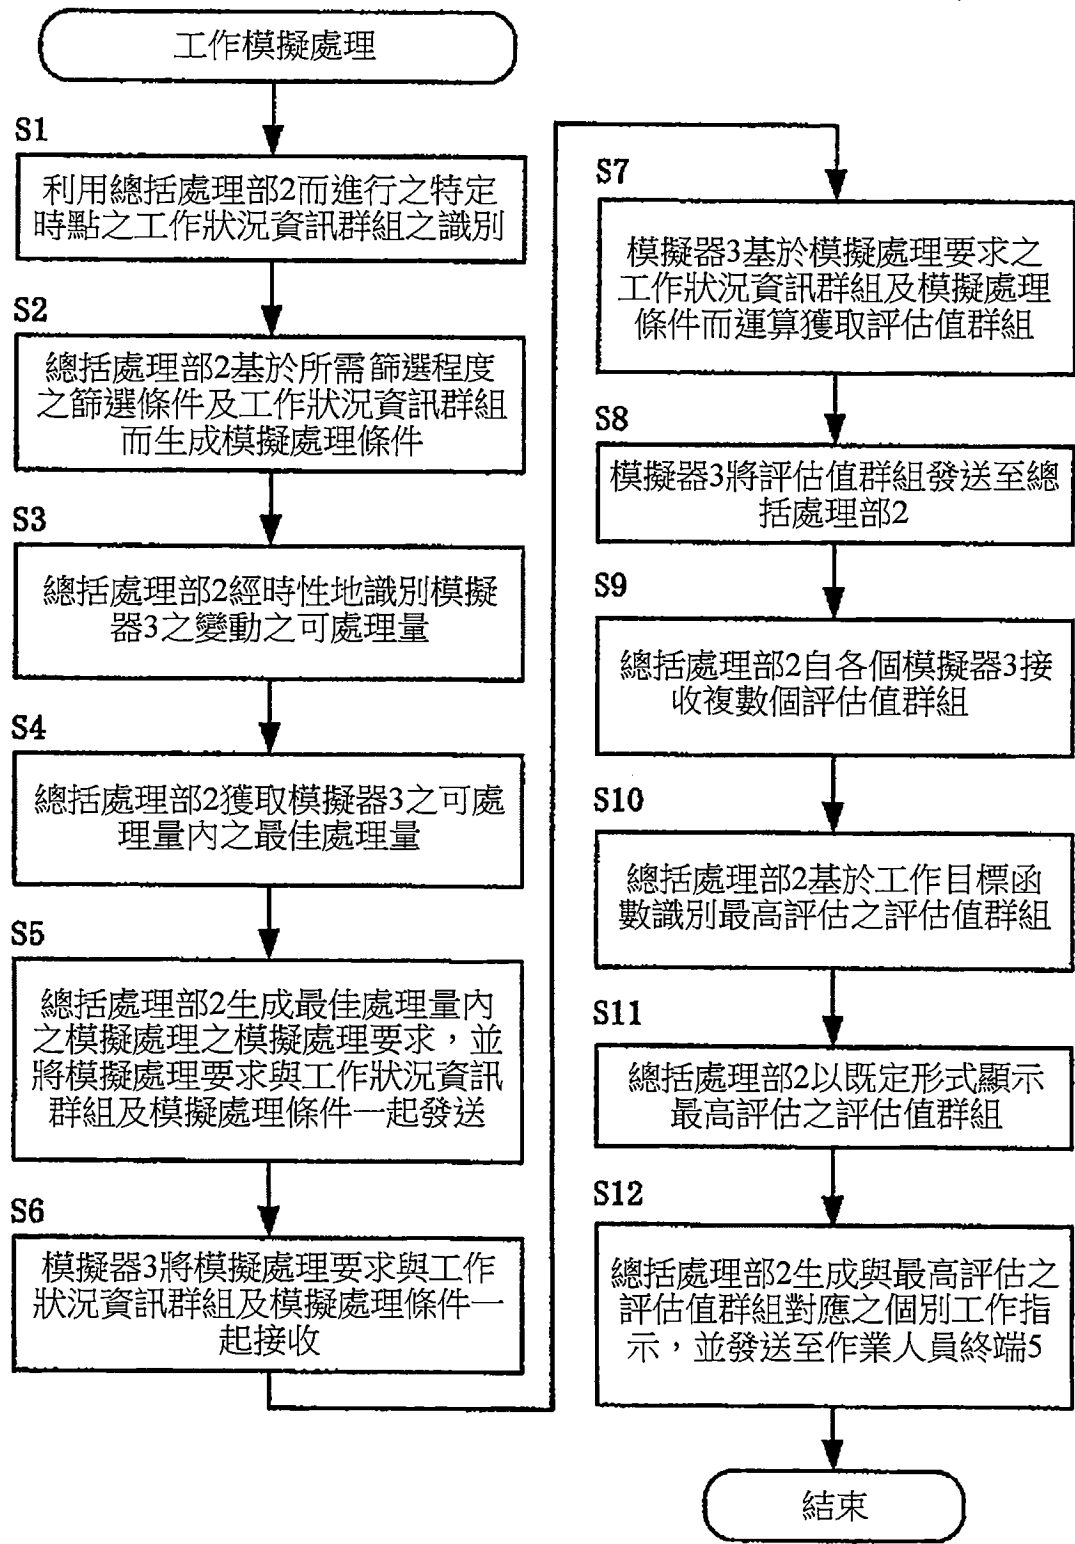 工作模擬處理
S1
利用總括處理部2而進行之特定
時點之工作狀況資訊群組之識別
S2
總括處理部2基於所需篩選程度
之篩選條件及工作狀況資訊群組
而生成模擬處理條件
S3
總括處理部2經時性地識別模擬
器3之變動之可處理量
S4
總括處理部2獲取模擬器3之可處
理量內之最佳處理量
S5
總括處理部2生成最佳處理量內
之模擬處理之模擬處理要求，並
將模擬處理要求與工作狀況資訊
群組及模擬處理條件一起發送
S6
模擬器3將模擬處理要求與工作
狀況資訊群組及模擬處理條件一
起接收
S7
模擬器3基於模擬處理要求之
工作狀況資訊群組及模擬處理
條件而運算獲取評估值群組
S8
模擬器3將評估值群組發送至總
括處理部2
S9
總括處理部2自各個模擬器3接
收複數個評估值群組
S10
總括處理部2基於工作目標函
數識別最高評估之評估值群組
S11
總括處理部2以既定形式顯示
最高評估之評估值群組
S12
總括處理部2生成與最高評估之
評估值群組對應之個別工作指
示，並發送至作業人員終端5
結束